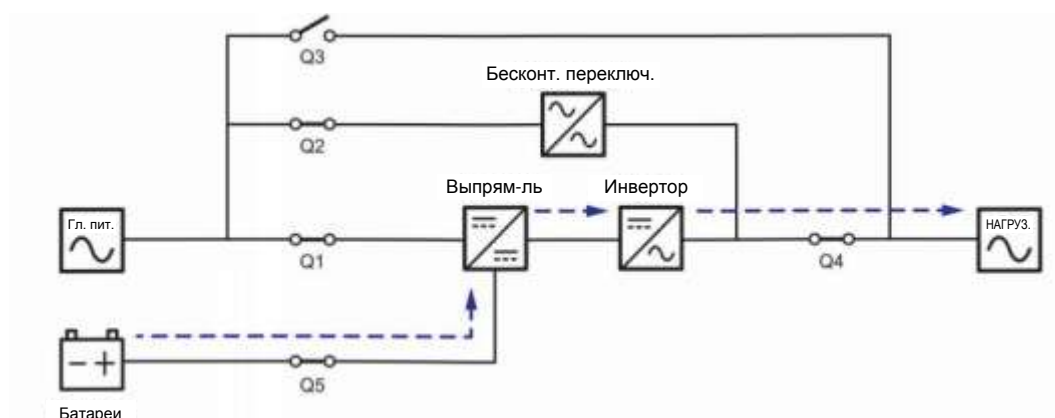 Q3
Бесконт. переключ.
Q2
Выпрям-ль
Инвертор
Гл. пит.
НАГРУЗ.
Q1
Q4
Q5
Батареи